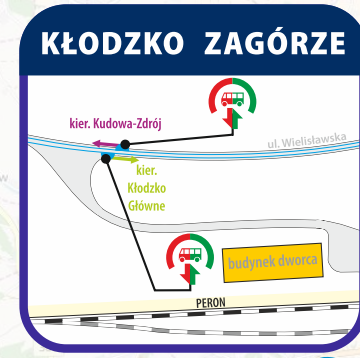 KŁODZKO ZAGÓRZE
kier. Kudowa-Zdrój
ul. Wielisławska
kier.
Kłodzko
Główne
budynek dworca
PERON